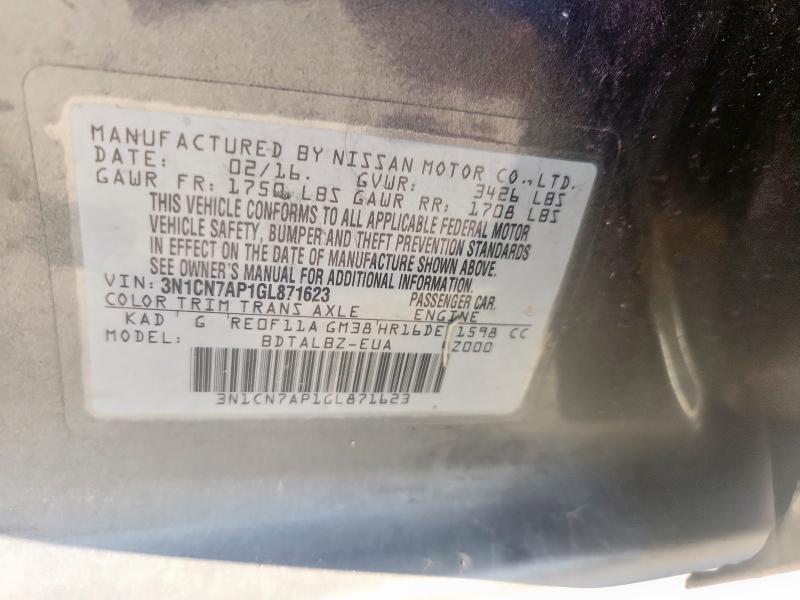 MANUFACTURED BY NISSAN MOTOR CO., LTD.
DATE: 02/16. GVWR: 3426 LBS
GAWR FR: 1750 LBS GAWR RR: 1708 LBS
THIS VEHICLE CONFORMS TO ALL APPLICABLE FEDERAL MOTOR
VEHICLE SAFETY, BUMPER AND THEFT PREVENTION STANDARDS
IN EFFECT ON THE DATE OF MANUFACTURE SHOWN ABOVE.
SEE OWNER'S MANUAL FOR ADDITIONAL INFORMATION.
VIN: 3N1CN7AP1GL871623 PASSENGER CAR.
COLOR TRIM TRANS AXLE ENGINE
KAD G RE0F11A GM38 HR16DE 1598 CC
MODEL: BDTALBZ-EUA Z000
3N1CN7AP1GL871623